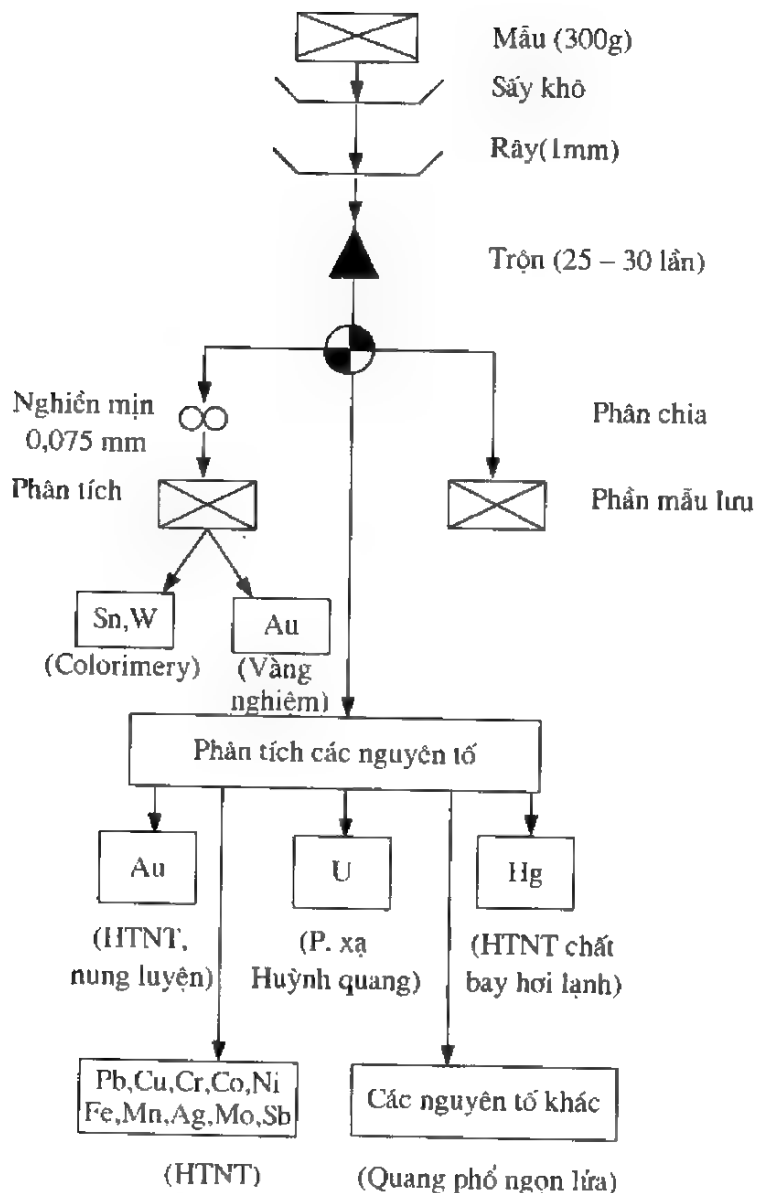 Mẫu (300g)
Sấy khô
Rây(1mm)
Trộn (25 – 30 lần)
Nghiền mịn
0,075 mm
Phân chia
Phân tích
Phần mẫu lưu
Sn,W
(Colorimery)
Au
(Vàng
nghiệm)
Phân tích các nguyên tố
Au
(HTNT,
nung luyện)
U
(P. xạ
Huỳnh quang)
Hg
(HTNT chất
bay hơi lạnh)
Pb,Cu,Cr,Co,Ni
Fe,Mn,Ag,Mo,Sb
(HTNT)
Các nguyên tố khác
(Quang phổ ngọn lửa)